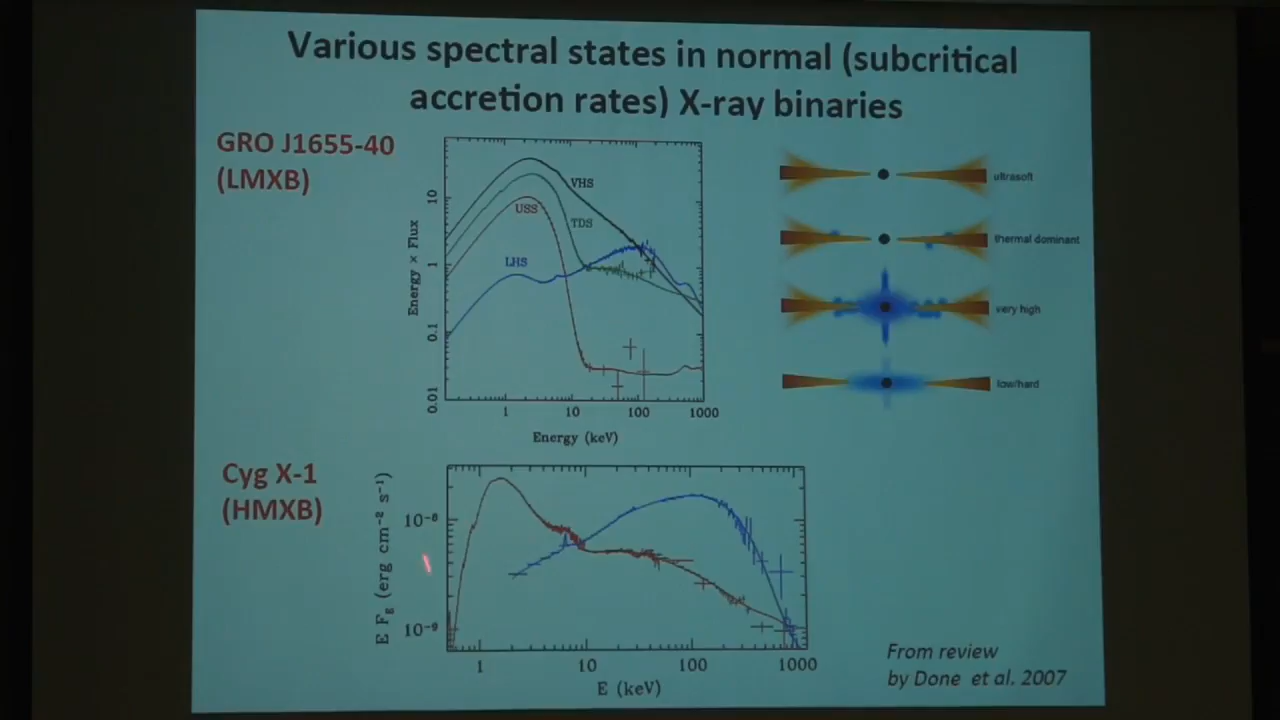 Various spectral states in normal (subcritical
accretion rates) X-ray binaries
GRO J1655-40
(LMXB)
VHS
USS
TDS
LHS
Energy × Flux
10
1
0.1
0.01
1
10
100
1000
Energy (keV)
ultrasoft
thermal dominant
very high
low/hard
Cyg X-1
(HMXB)
E Fg (erg cm⁻² s⁻¹)
10⁻⁸
10⁻⁹
1
10
100
1000
E (keV)
From review
by Done et al. 2007